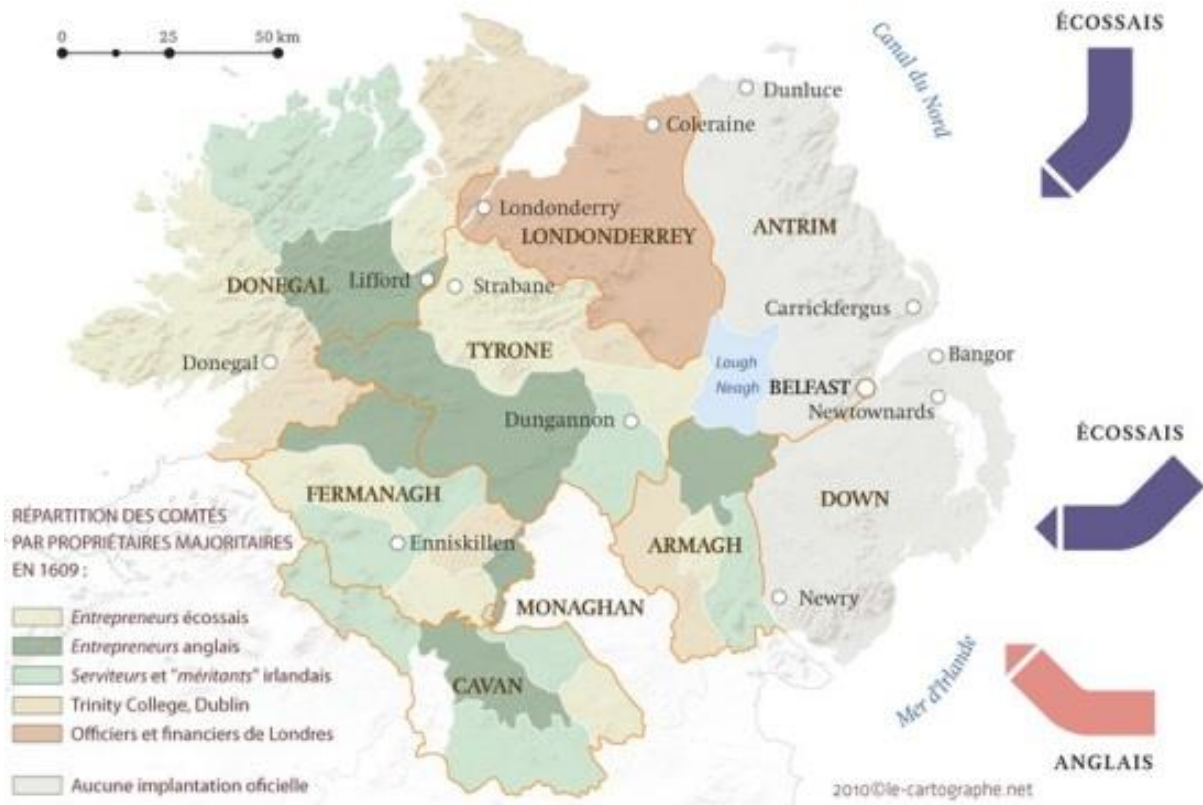 0 25 50 km
ÉCOSSAIS
Canal du Nord
Dunluce
Coleraine
Londonderry
LONDONDERREY
ANTRIM
DONEGAL
Lifford
Strabane
Carrickfergus
TYRONE
Bangor
Donegal
Lough
Neagh
BELFAST
Newtownards
Dungannon
ÉCOSSAIS
FERMANAGH
DOWN
RÉPARTITION DES COMTÉS
PAR PROPRIÉTAIRES MAJORITAIRES
EN 1609 :
Enniskillen
ARMAGH
MONAGHAN
Newry
Entrepreneurs écossais
Entrepreneurs anglais
Serviteurs et "méritants" irlandais
Trinity College, Dublin
Officiers et financiers de Londres
Aucune implantation oficielle
CAVAN
Mer d'Irlande
ANGLAIS
2010©le-cartographe.net